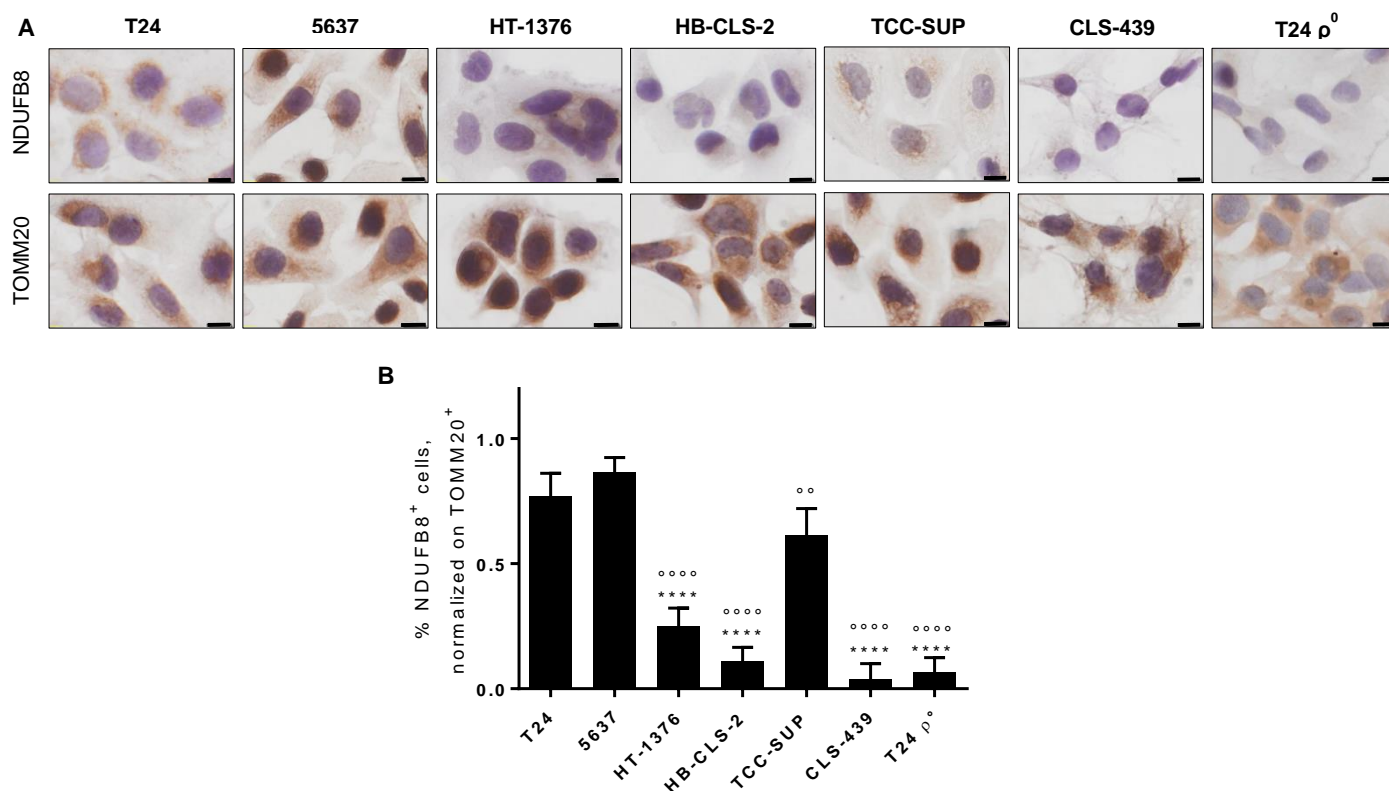 A
T24 5637 HT-1376 HB-CLS-2 TCC-SUP CLS-439 T24 ρ⁰
NDUFB8
TOMM20
B
% NDUFB8⁺ cells,
normalized on TOMM20⁺
1.0
0.5
0.0
°°
°°°°
****
°°°°
****
°°°°
****
°°°°
****
T24
5637
HT-1376
HB-CLS-2
TCC-SUP
CLS-439
T24 ρ°